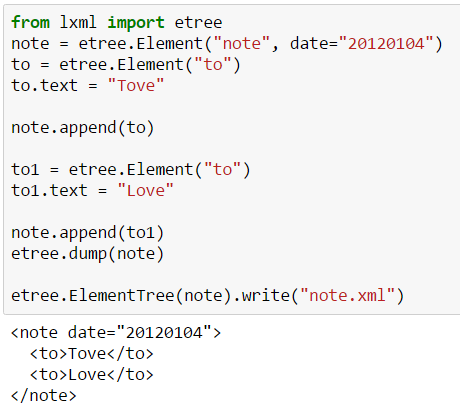 from lxml import etree
note = etree.Element("note", date="20120104")
to = etree.Element("to")
to.text = "Tove"

note.append(to)

to1 = etree.Element("to")
to1.text = "Love"

note.append(to1)
etree.dump(note)

etree.ElementTree(note).write("note.xml")
<note date="20120104">
  <to>Tove</to>
  <to>Love</to>
</note>